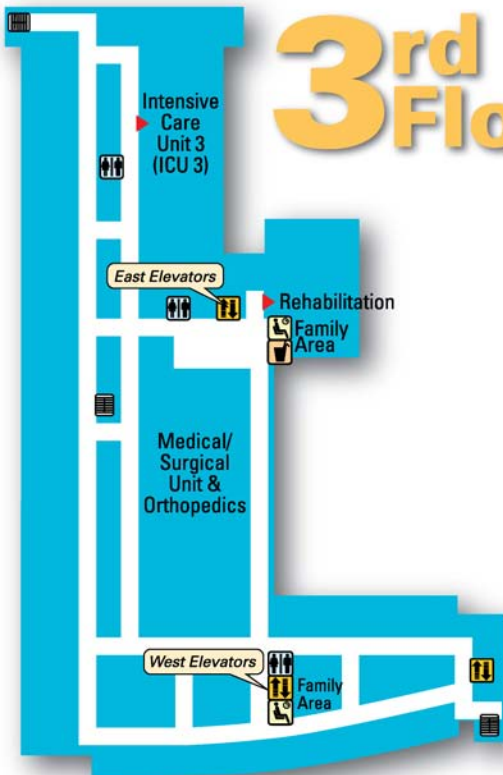 3rd
Flo
Intensive
Care
Unit 3
(ICU 3)
East Elevators
Rehabilitation
Family
Area
Medical/
Surgical
Unit &
Orthopedics
West Elevators
Family
Area